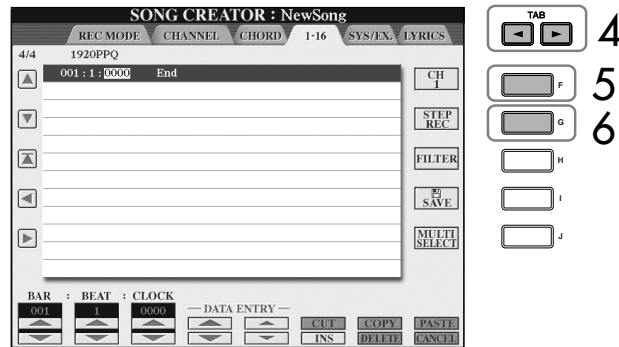 SONG CREATOR : NewSong
REC MODE CHANNEL CHORD 1-16 SYS/EX. LYRICS
4/4 1920PPQ
001 : 1 : 0000 End
CH
1
STEP
REC
FILTER
SAVE
MULTI
SELECT
BAR : BEAT : CLOCK
001 1 0000
DATA ENTRY
CUT COPY PASTE
INS DELETE CANCEL
TAB
4
F
5
G
6
H
I
J